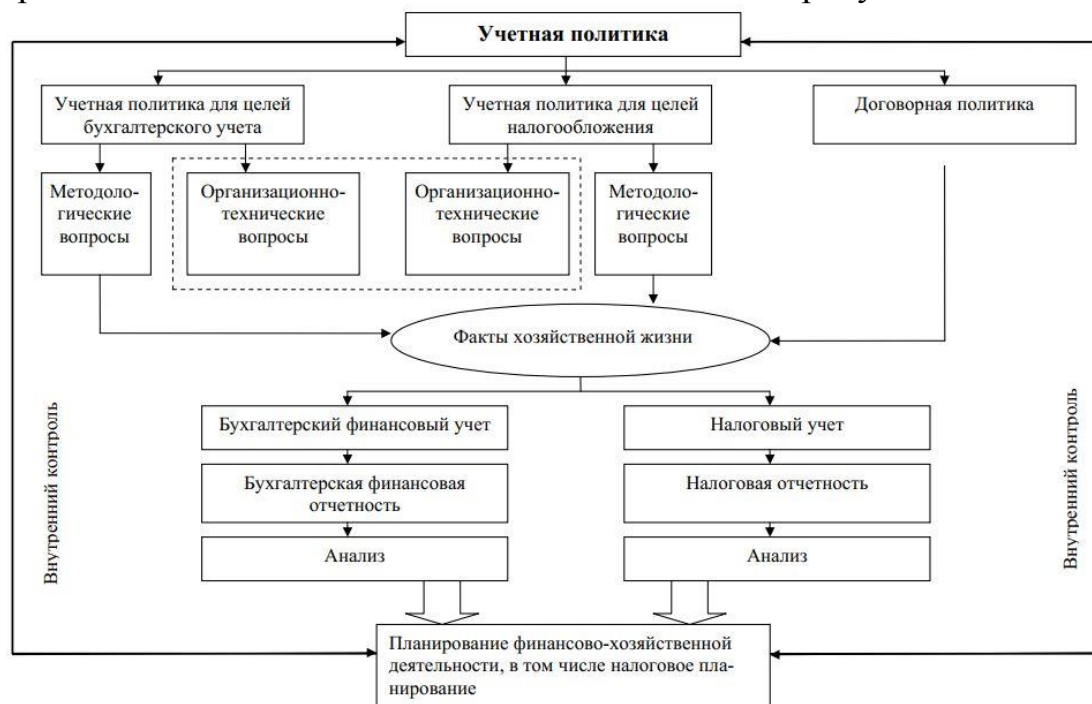 Учетная политика
Учетная политика для целей
бухгалтерского учета
Учетная политика для целей
налогообложения
Договорная политика
Методоло-
гические
вопросы
Организационно-
технические
вопросы
Организационно-
технические
вопросы
Методоло-
гические
вопросы
Факты хозяйственной жизни
Внутренний контроль
Бухгалтерский финансовый учет
Налоговый учет
Бухгалтерская финансовая
отчетность
Налоговая отчетность
Анализ
Анализ
Внутренний контроль
Планирование финансово-хозяйственной
деятельности, в том числе налоговое пла-
нирование